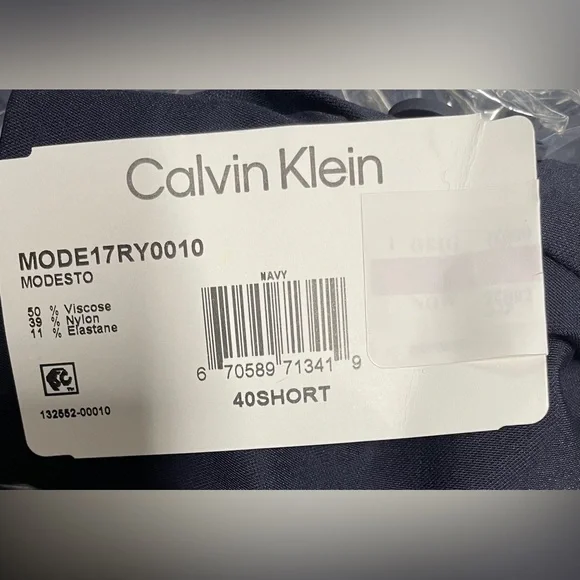 Calvin Klein
MODE17RY0010
MODESTO
50 % Viscose
39 % Nylon
11 % Elastane
NAVY
6 70589 71341 9
40SHORT
132552-00010